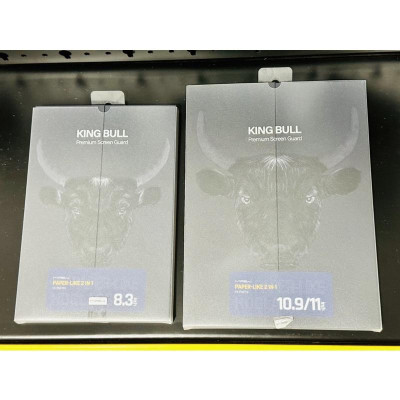 KING BULL
Premium Screen Guard
PAPER-LIKE 2 IN 1
8.3
KING BULL
Premium Screen Guard
PAPER-LIKE 2 IN 1
10.9/11